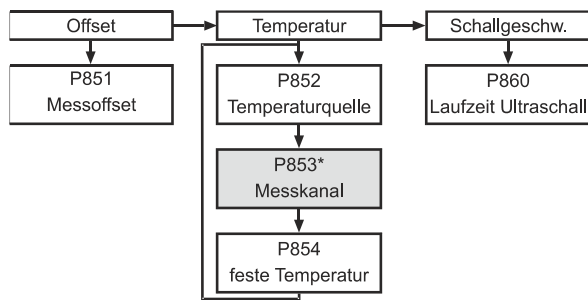 Offset
Temperatur
Schallgeschw.
P851
Messoffset
P852
Temperaturquelle
P860
Laufzeit Ultraschall
P853*
Messkanal
P854
feste Temperatur